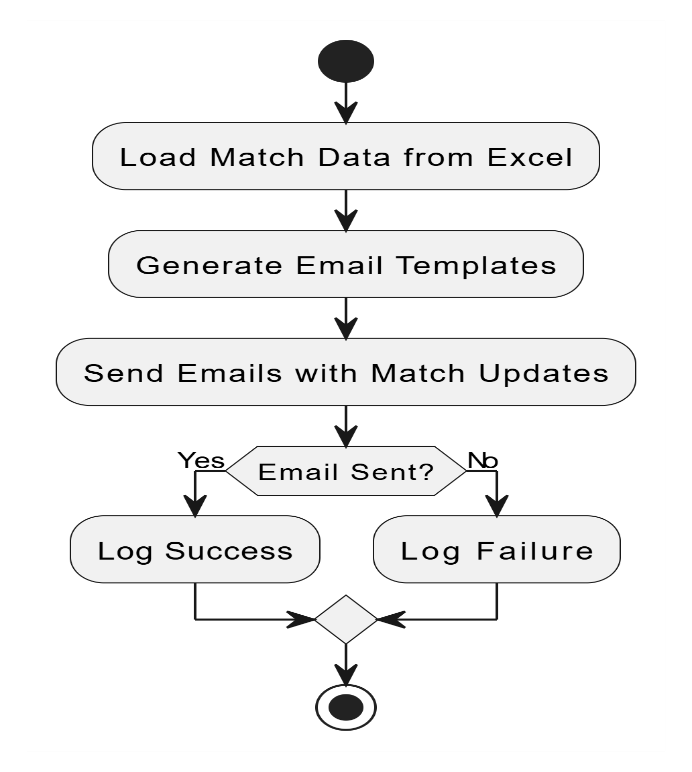 Load Match Data from Excel
Generate Email Templates
Send Emails with Match Updates
Yes
Email Sent?
No
Log Success
Log Failure